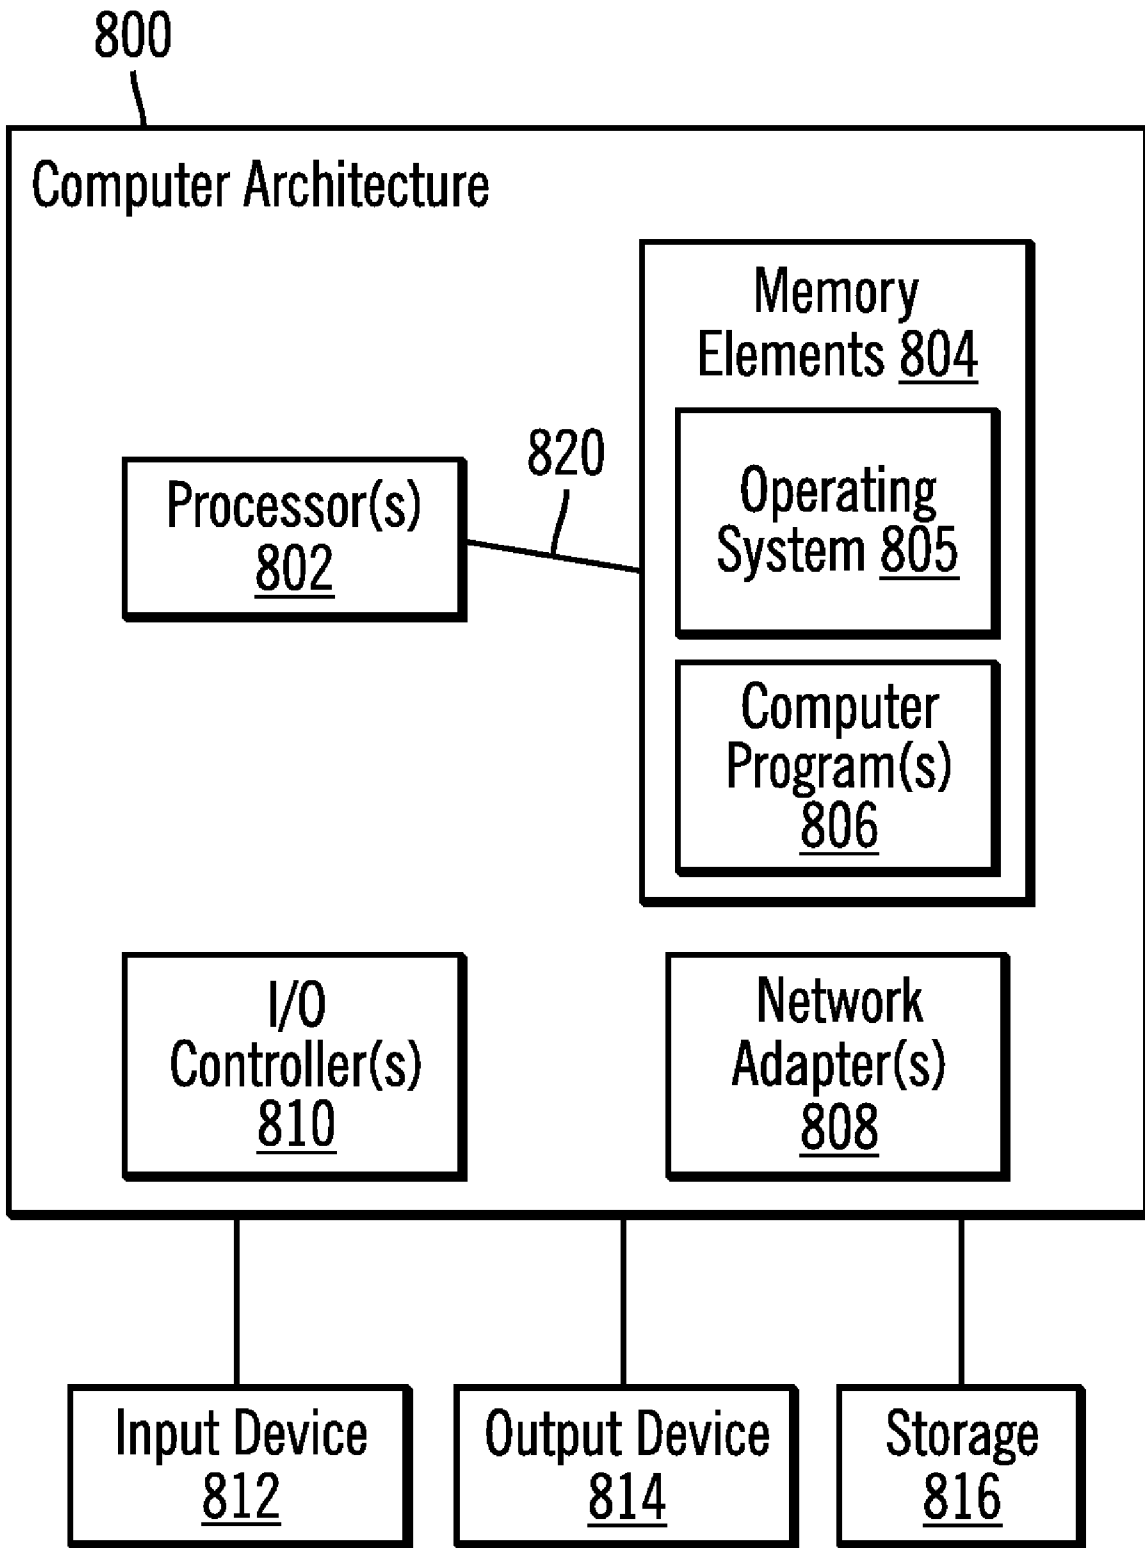 800
Computer Architecture
Memory
Elements 804
820
Processor(s)
802
Operating
System 805
Computer
Program(s)
806
I/O
Controller(s)
810
Network
Adapter(s)
808
Input Device
812
Output Device
814
Storage
816